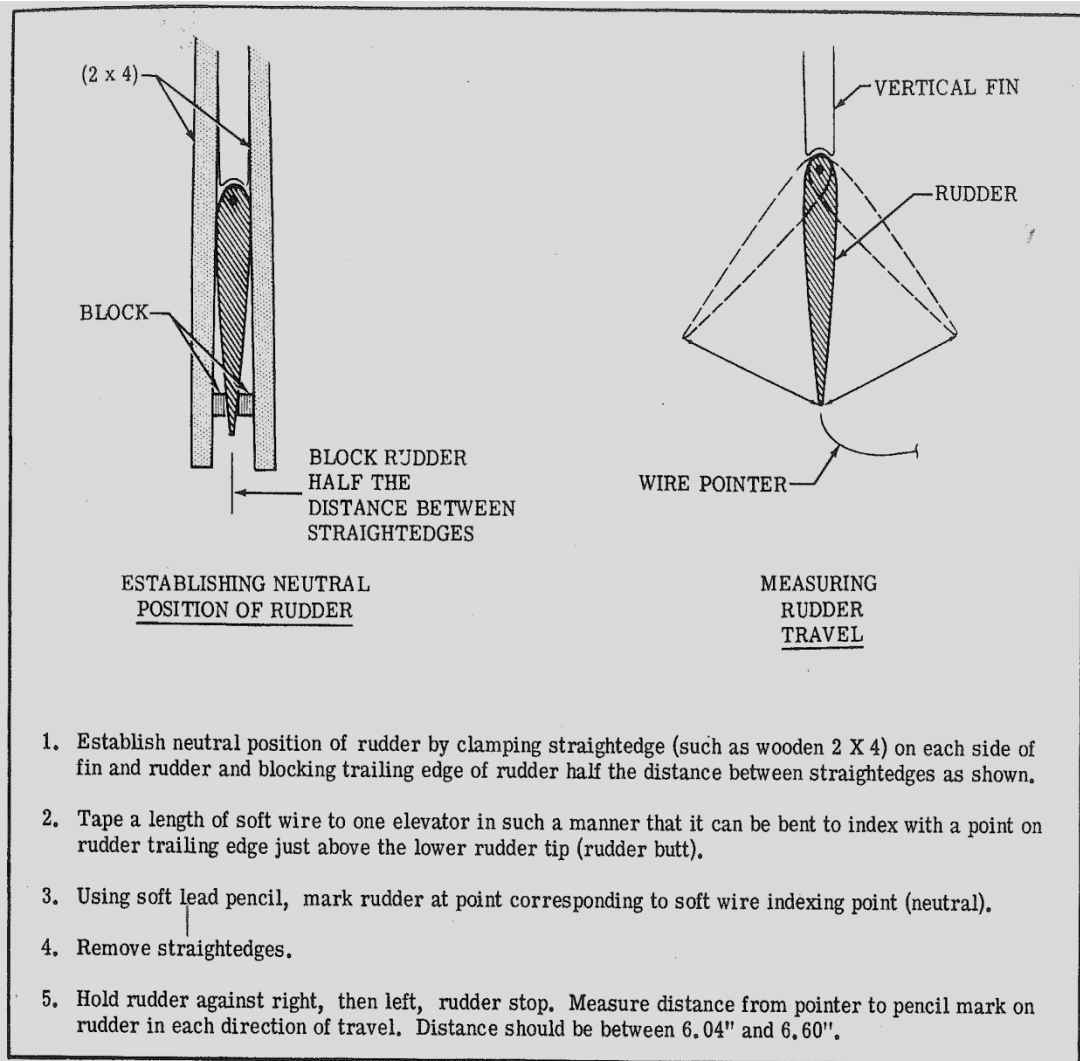 (2 x 4)
BLOCK
BLOCK RUDDER
HALF THE
DISTANCE BETWEEN
STRAIGHTEDGES
ESTABLISHING NEUTRAL
POSITION OF RUDDER
VERTICAL FIN
RUDDER
WIRE POINTER
MEASURING
RUDDER
TRAVEL
1. Establish neutral position of rudder by clamping straightedge (such as wooden 2 X 4) on each side of
fin and rudder and blocking trailing edge of rudder half the distance between straightedges as shown.
2. Tape a length of soft wire to one elevator in such a manner that it can be bent to index with a point on
rudder trailing edge just above the lower rudder tip (rudder butt).
3. Using soft lead pencil, mark rudder at point corresponding to soft wire indexing point (neutral).
4. Remove straightedges.
5. Hold rudder against right, then left, rudder stop. Measure distance from pointer to pencil mark on
rudder in each direction of travel. Distance should be between 6.04" and 6.60".